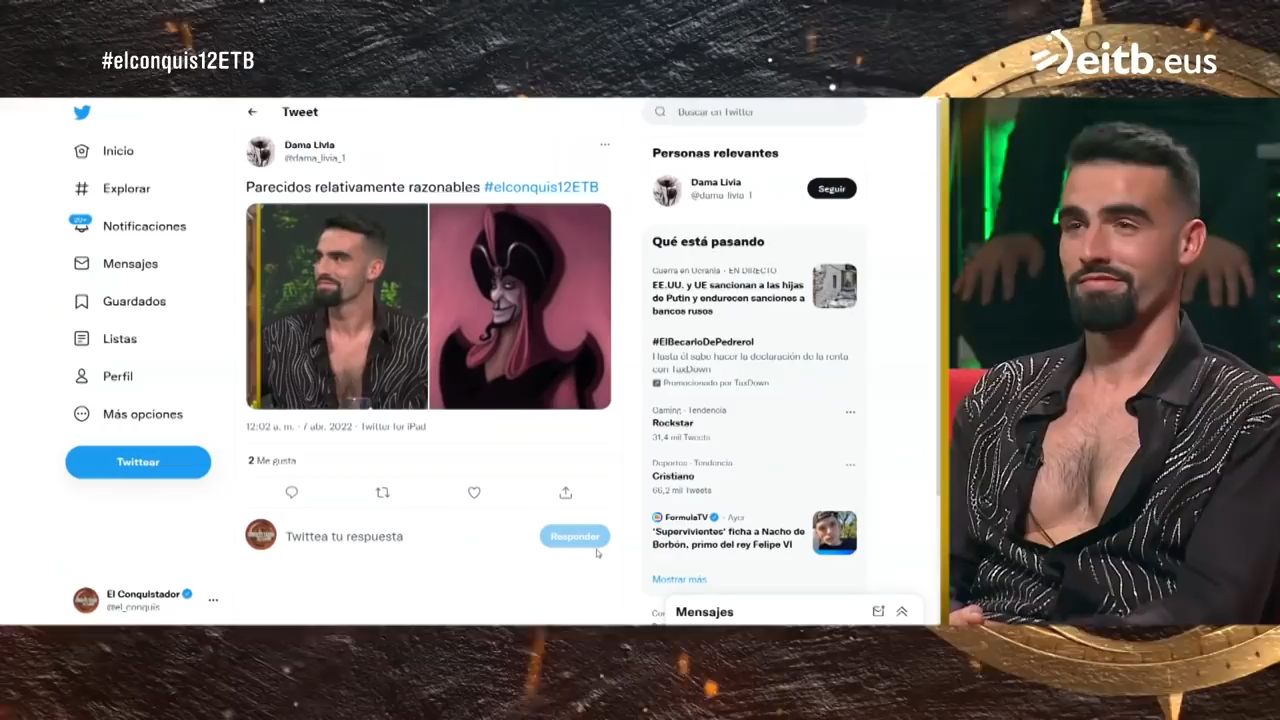 #elconquis12ETB
eitb.eus
Inicio
Explorar
20+
Notificaciones
Mensajes
Guardados
Listas
Perfil
Más opciones
Twittear
El Conquistador
@el_conquis
Tweet
Dama Livia
@dama_livia_1
Parecidos relativamente razonables #elconquis12ETB
12:02 a. m. · 7 abr. 2022 · Twitter for iPad
2 Me gusta
Twittea tu respuesta
Responder
Buscar en Twitter
Personas relevantes
Dama Livia
@dama_livia_1
Seguir
Qué está pasando
Guerra en Ucrania · EN DIRECTO
EE.UU. y UE sancionan a las hijas
de Putin y endurecen sanciones a
bancos rusos
#ElBecarioDePedrerol
Hasta él sabe hacer la declaración de la renta
con TaxDown
Promocionado por TaxDown
Gaming · Tendencia
Rockstar
31,4 mil Tweets
Deportes · Tendencia
Cristiano
66,2 mil Tweets
FormulaTV · Ayer
'Supervivientes' ficha a Nacho de
Borbón, primo del rey Felipe VI
Mostrar más
Mensajes